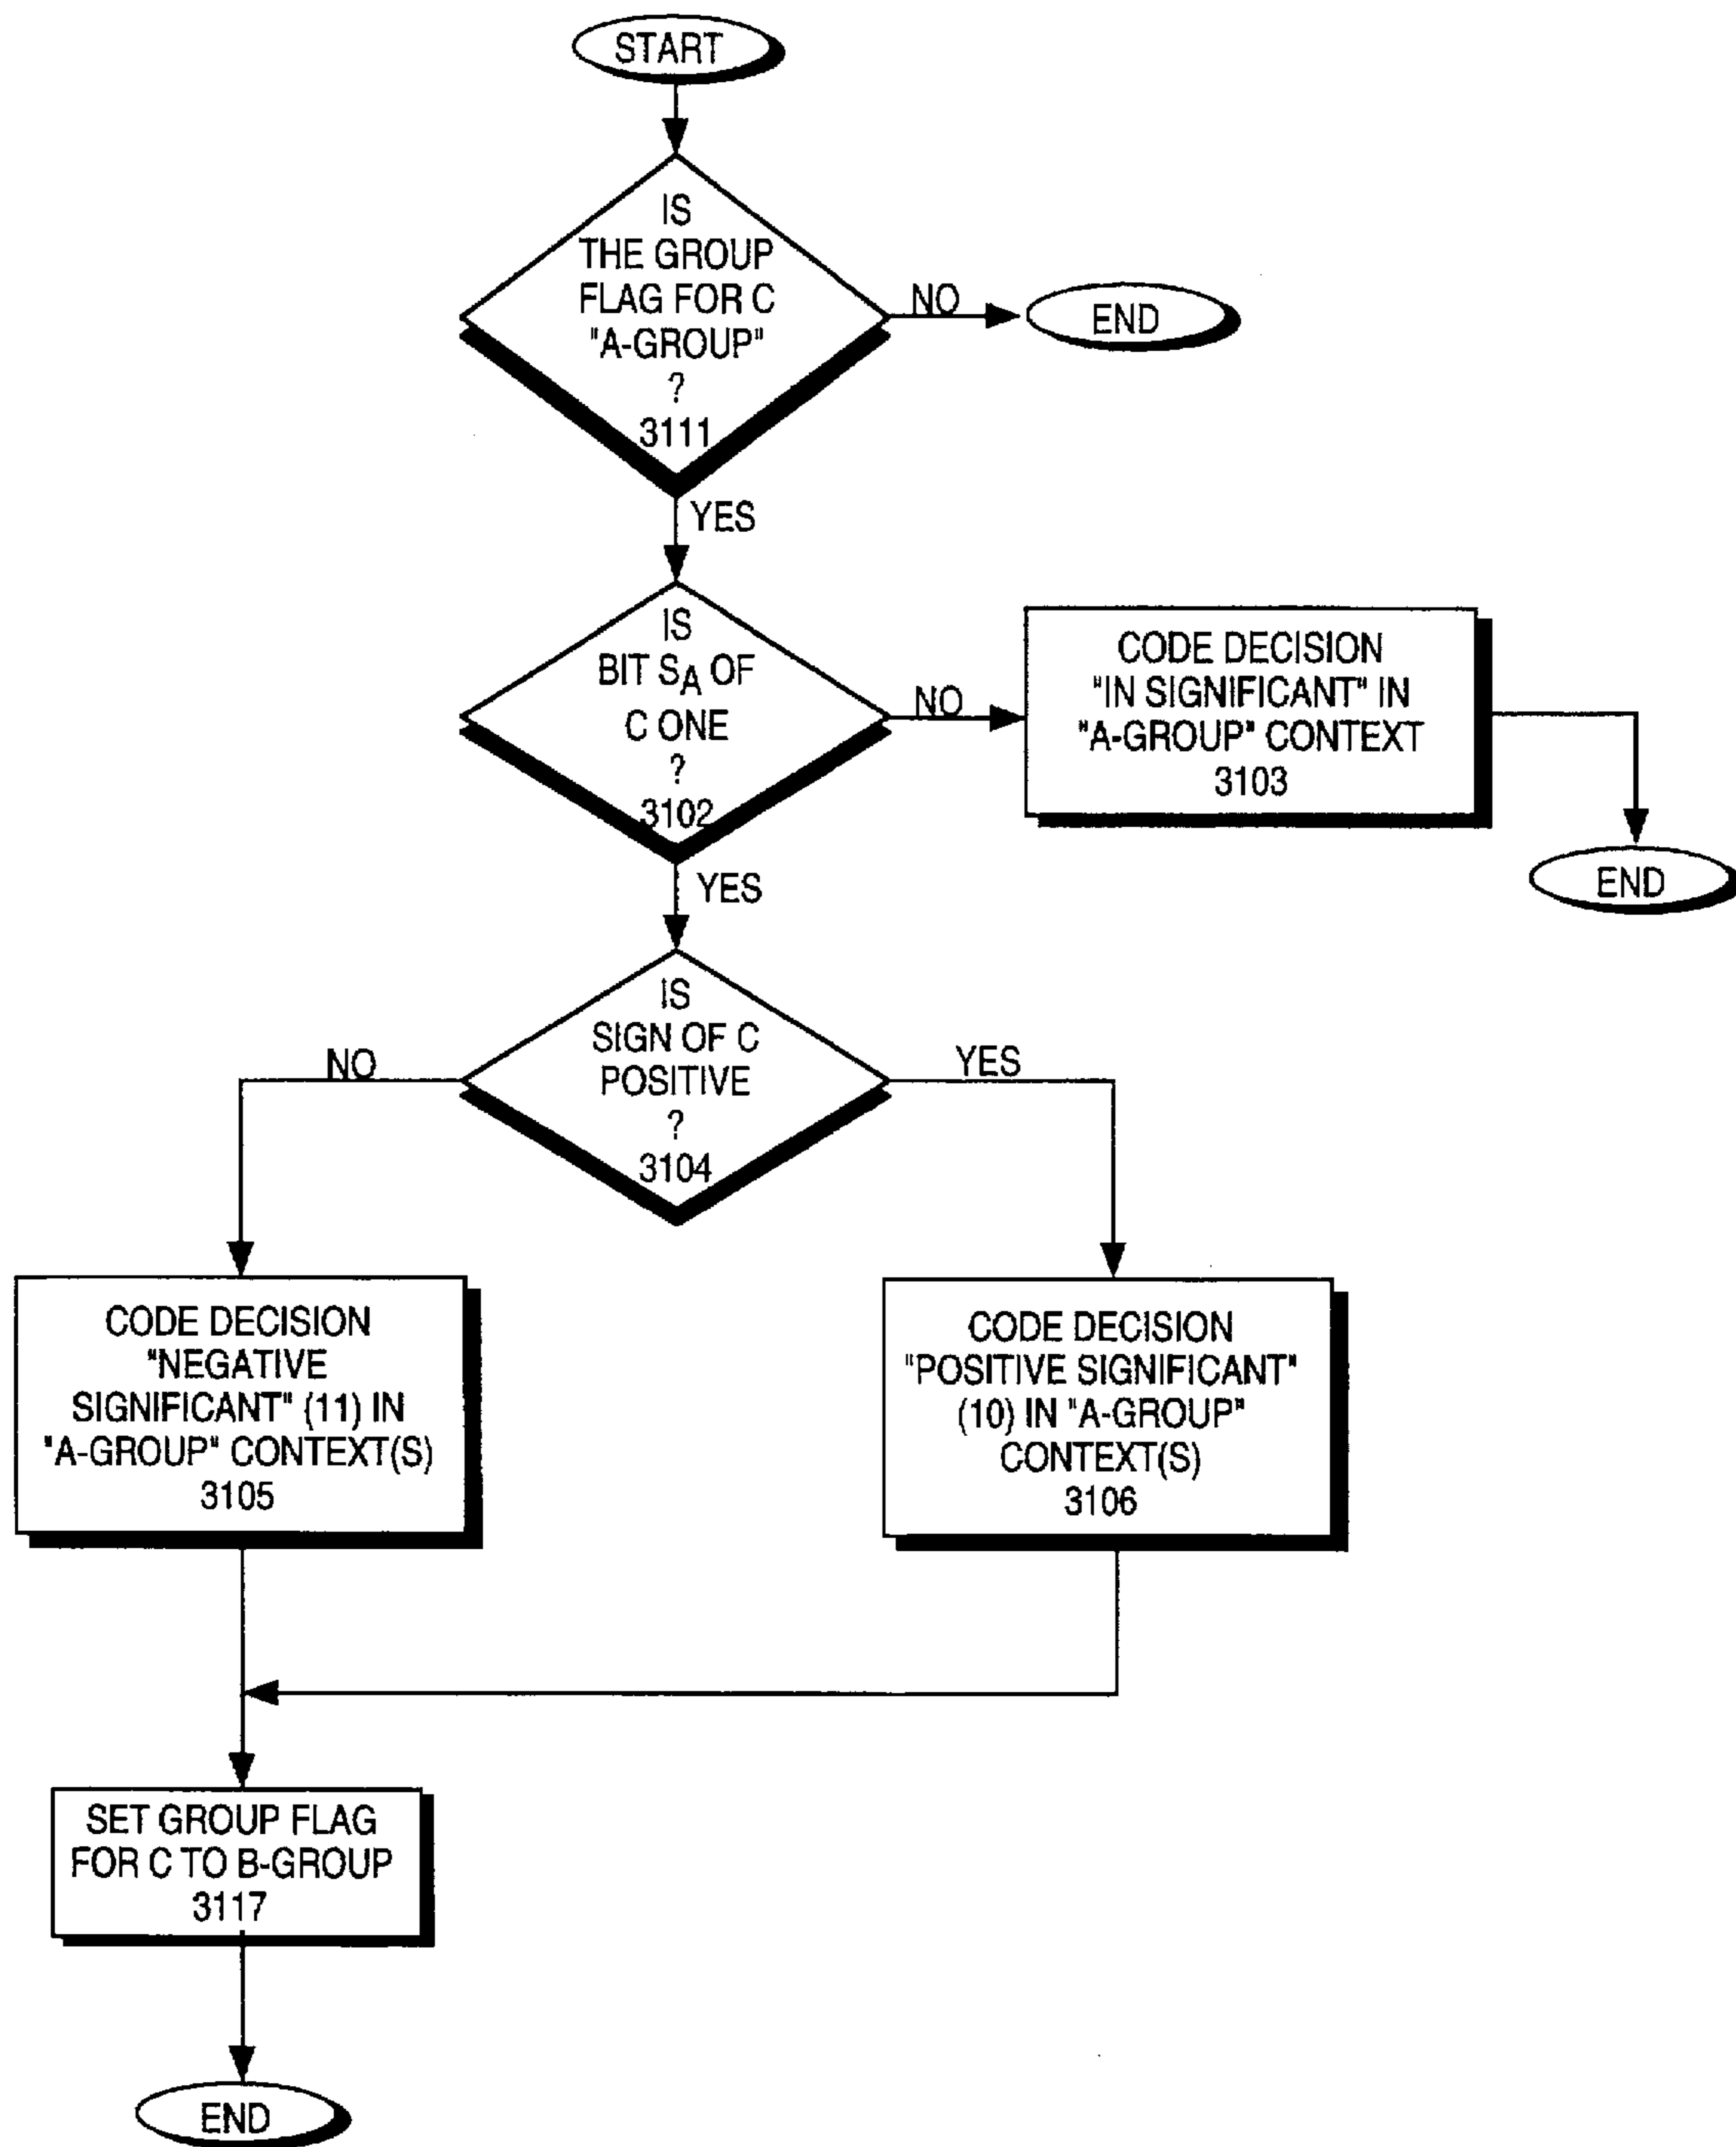 START
IS
THE GROUP
FLAG FOR C
"A-GROUP"
?
3111
NO
END
YES
IS
BIT SA OF
C ONE
?
3102
NO
CODE DECISION
"IN SIGNIFICANT" IN
"A-GROUP" CONTEXT
3103
END
YES
IS
SIGN OF C
POSITIVE
?
3104
NO
YES
CODE DECISION
"NEGATIVE
SIGNIFICANT" (11) IN
"A-GROUP" CONTEXT(S)
3105
CODE DECISION
"POSITIVE SIGNIFICANT"
(10) IN "A-GROUP"
CONTEXT(S)
3106
SET GROUP FLAG
FOR C TO B-GROUP
3117
END